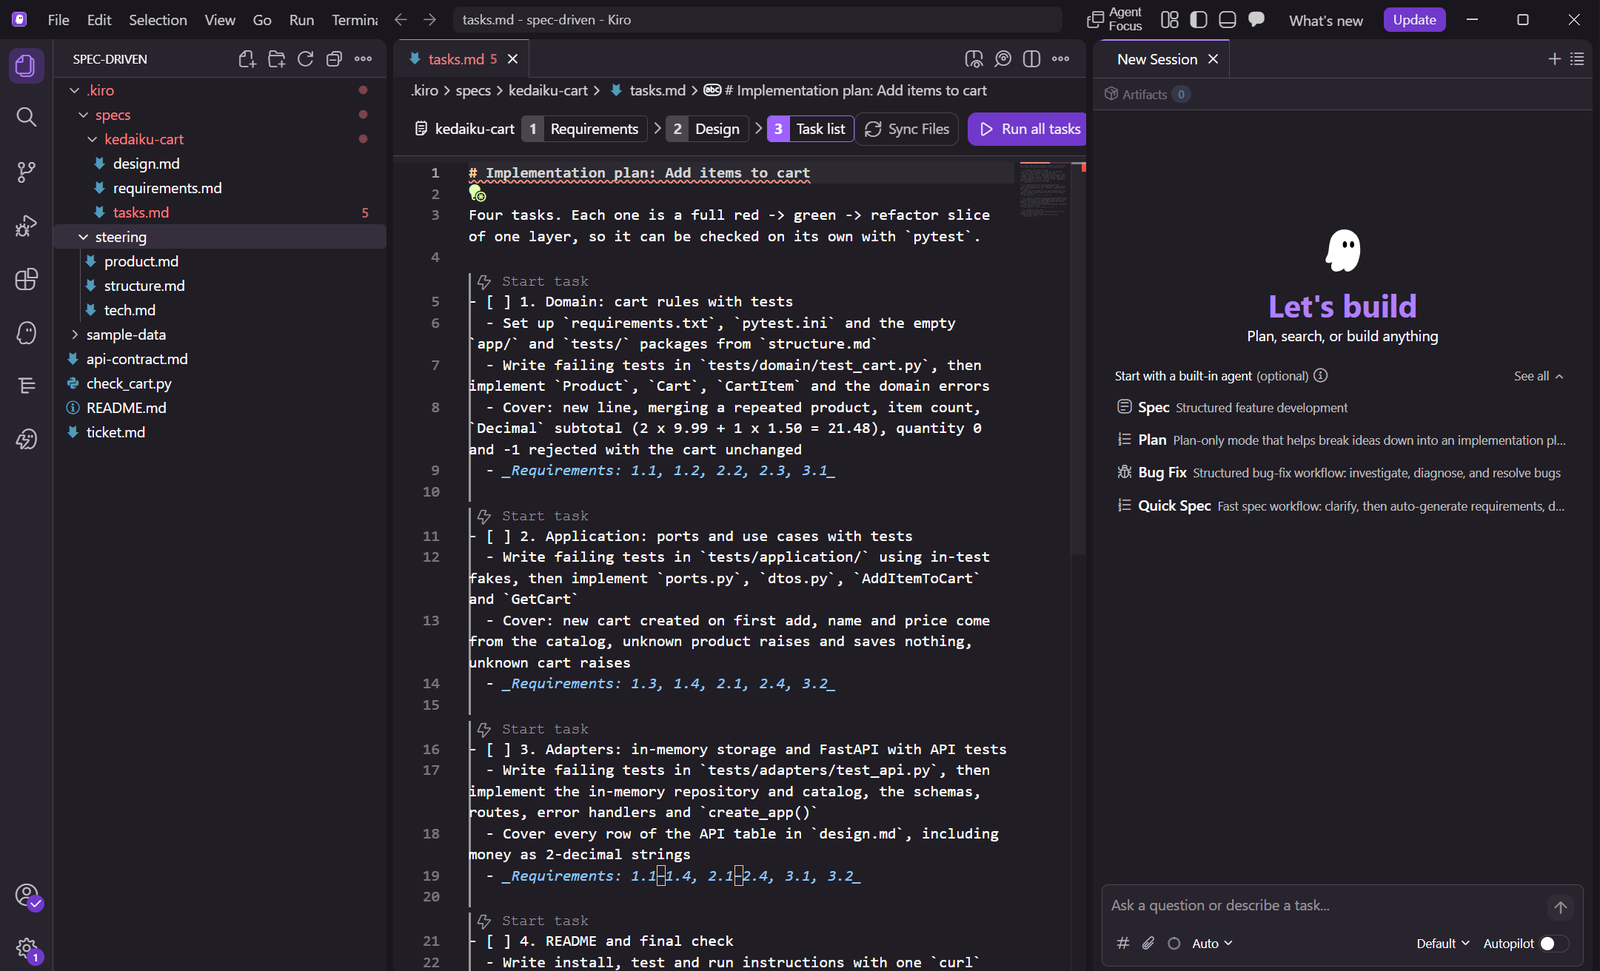 File Edit Selection View Go Run Termina
tasks.md - spec-driven - Kiro
Agent Focus
What's new
Update
SPEC-DRIVEN
.kiro
specs
kedaiku-cart
design.md
requirements.md
tasks.md 5
steering
product.md
structure.md
tech.md
sample-data
api-contract.md
check_cart.py
README.md
ticket.md
1
tasks.md 5
.kiro > specs > kedaiku-cart > tasks.md > abc # Implementation plan: Add items to cart
kedaiku-cart 1 Requirements > 2 Design > 3 Task list Sync Files Run all tasks
1 # Implementation plan: Add items to cart
2
3 Four tasks. Each one is a full red -> green -> refactor slice
of one layer, so it can be checked on its own with `pytest`.
4
Start task
5 - [ ] 1. Domain: cart rules with tests
6 - Set up `requirements.txt`, `pytest.ini` and the empty
`app/` and `tests/` packages from `structure.md`
7 - Write failing tests in `tests/domain/test_cart.py`, then
implement `Product`, `Cart`, `CartItem` and the domain errors
8 - Cover: new line, merging a repeated product, item count,
`Decimal` subtotal (2 x 9.99 + 1 x 1.50 = 21.48), quantity 0
and -1 rejected with the cart unchanged
9 - _Requirements: 1.1, 1.2, 2.2, 2.3, 3.1_
10
Start task
11 - [ ] 2. Application: ports and use cases with tests
12 - Write failing tests in `tests/application/` using in-test
fakes, then implement `ports.py`, `dtos.py`, `AddItemToCart`
and `GetCart`
13 - Cover: new cart created on first add, name and price come
from the catalog, unknown product raises and saves nothing,
unknown cart raises
14 - _Requirements: 1.3, 1.4, 2.1, 2.4, 3.2_
15
Start task
16 - [ ] 3. Adapters: in-memory storage and FastAPI with API tests
17 - Write failing tests in `tests/adapters/test_api.py`, then
implement the in-memory repository and catalog, the schemas,
routes, error handlers and `create_app()`
18 - Cover every row of the API table in `design.md`, including
money as 2-decimal strings
19 - _Requirements: 1.1–1.4, 2.1–2.4, 3.1, 3.2_
20
Start task
21 - [ ] 4. README and final check
22 - Write install, test and run instructions with one `curl`
New Session
Artifacts 0
Let's build
Plan, search, or build anything
Start with a built-in agent (optional) See all
Spec Structured feature development
Plan Plan-only mode that helps break ideas down into an implementation pl...
Bug Fix Structured bug-fix workflow: investigate, diagnose, and resolve bugs
Quick Spec Fast spec workflow: clarify, then auto-generate requirements, d...
Ask a question or describe a task...
# Auto Default Autopilot